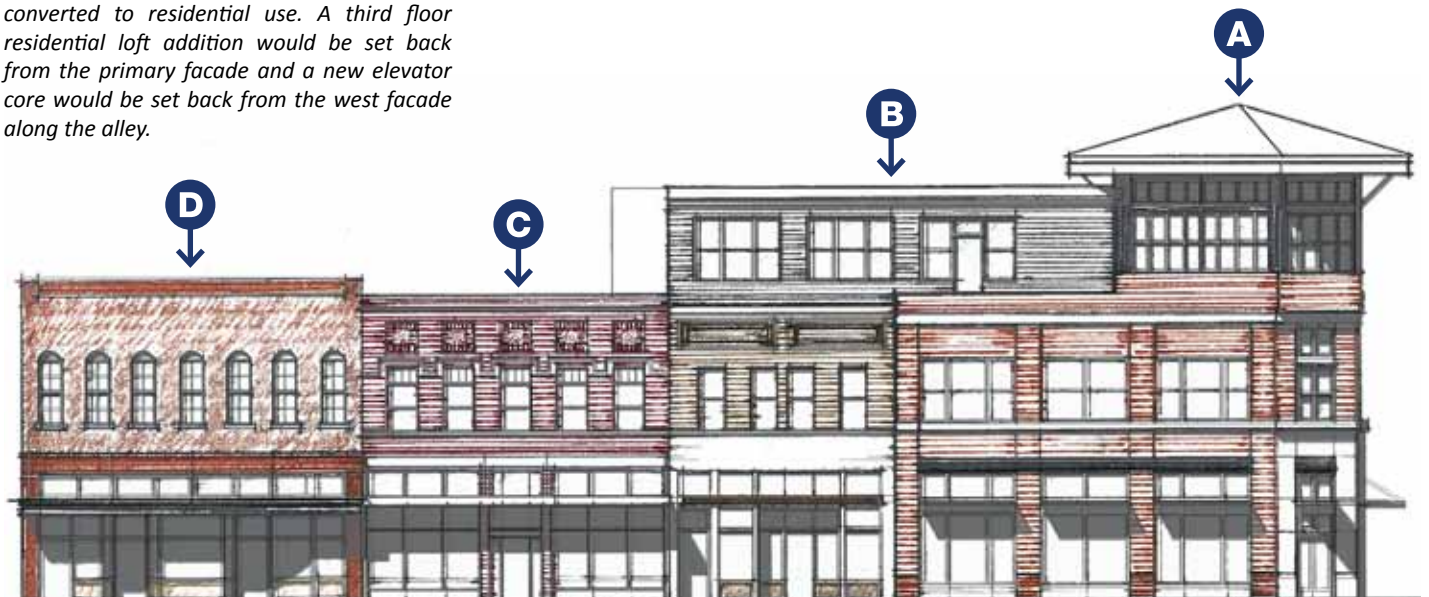 converted to residential use. A third floor
residential loft addition would be set back
from the primary facade and a new elevator
core would be set back from the west facade
along the alley.
A
B
C
D